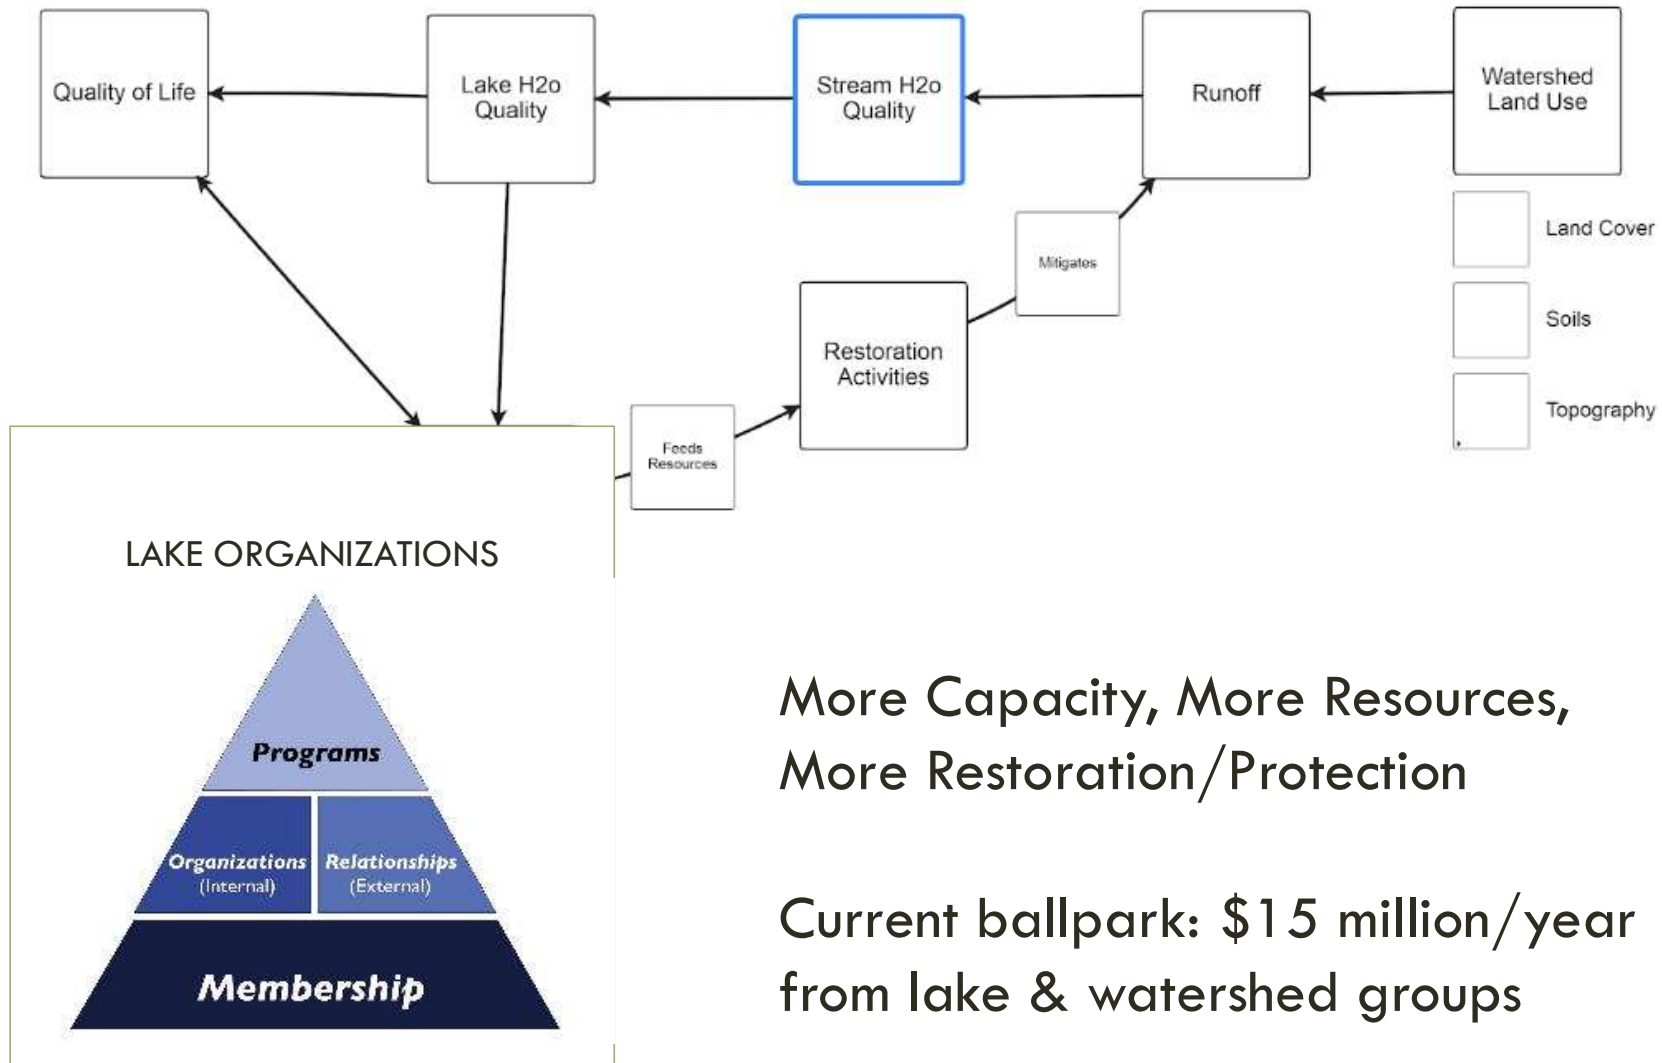 Quality of Life
Lake H2o
Quality
Stream H2o
Quality
Runoff
Watershed
Land Use
Land Cover
Soils
Topography
Mitigates
Restoration
Activities
Feeds
Resources
LAKE ORGANIZATIONS
Programs
Organizations
(Internal)
Relationships
(External)
Membership
More Capacity, More Resources,
More Restoration/Protection
Current ballpark: $15 million/year
from lake & watershed groups